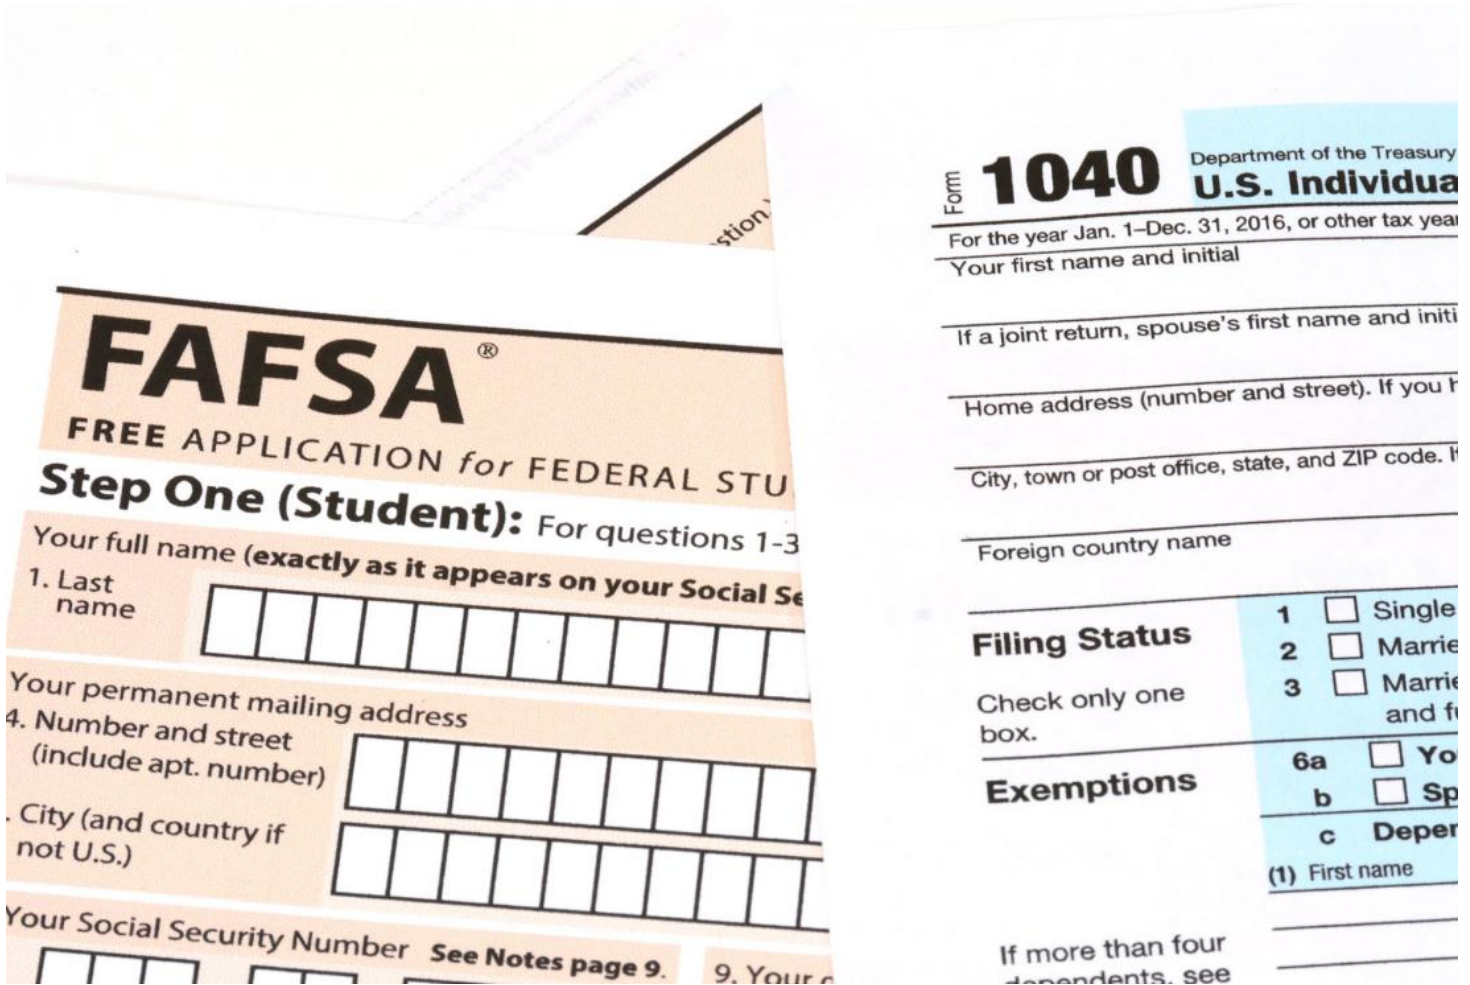 stion.)
FAFSA®
FREE APPLICATION for FEDERAL STU
Step One (Student): For questions 1-3
Your full name (exactly as it appears on your Social Se
1. Last
name
Your permanent mailing address
4. Number and street
(include apt. number)
. City (and country if
not U.S.)
Your Social Security Number See Notes page 9.
9. Your
Form 1040
Department of the Treasury
U.S. Individua
For the year Jan. 1–Dec. 31, 2016, or other tax year
Your first name and initial
If a joint return, spouse's first name and initi
Home address (number and street). If you h
City, town or post office, state, and ZIP code. I
Foreign country name
Filing Status
Check only one
box.
1 Single
2 Marrie
3 Marrie
and fu
Exemptions
6a Yo
b Sp
c Deper
(1) First name
If more than four
dependents, see